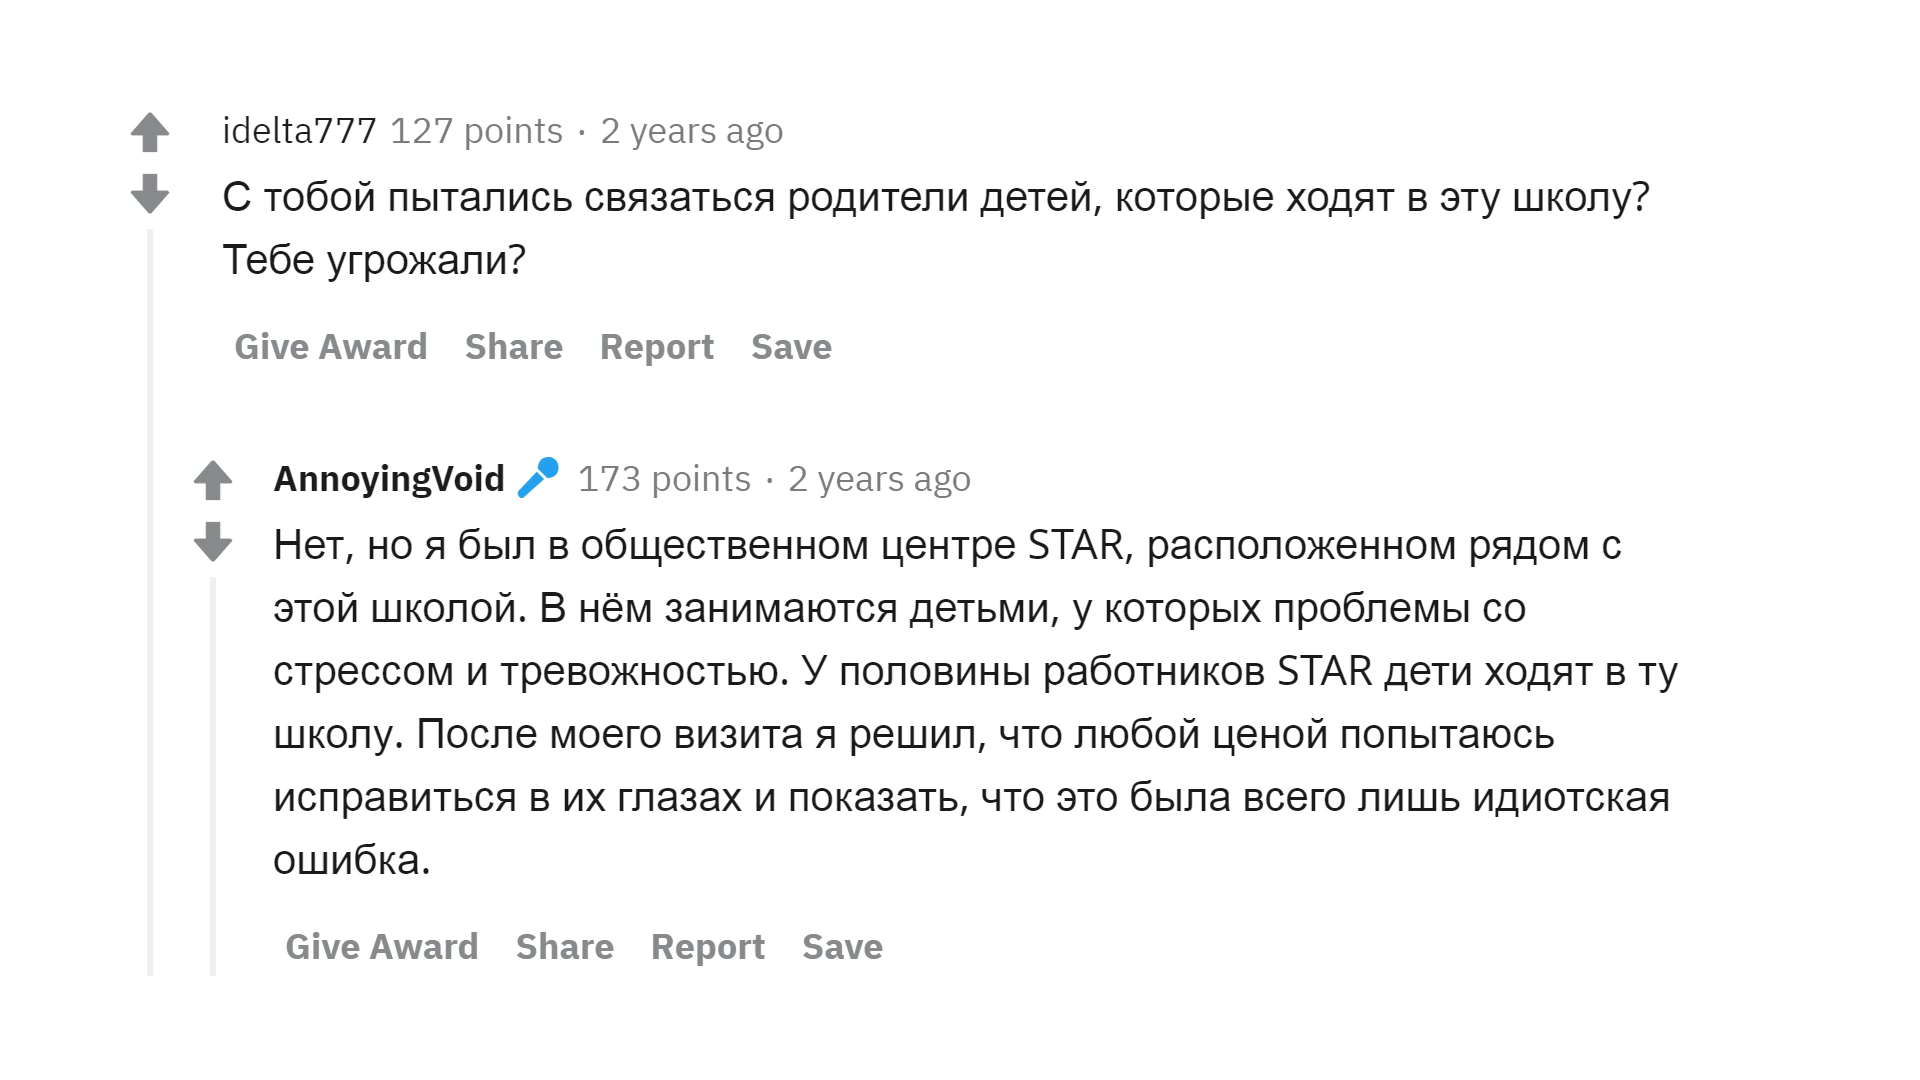 idelta777 127 points · 2 years ago
С тобой пытались связаться родители детей, которые ходят в эту школу?
Тебе угрожали?
Give Award Share Report Save
AnnoyingVoid 173 points · 2 years ago
Нет, но я был в общественном центре STAR, расположенном рядом с
этой школой. В нём занимаются детьми, у которых проблемы со
стрессом и тревожностью. У половины работников STAR дети ходят в ту
школу. После моего визита я решил, что любой ценой попытаюсь
исправиться в их глазах и показать, что это была всего лишь идиотская
ошибка.
Give Award Share Report Save